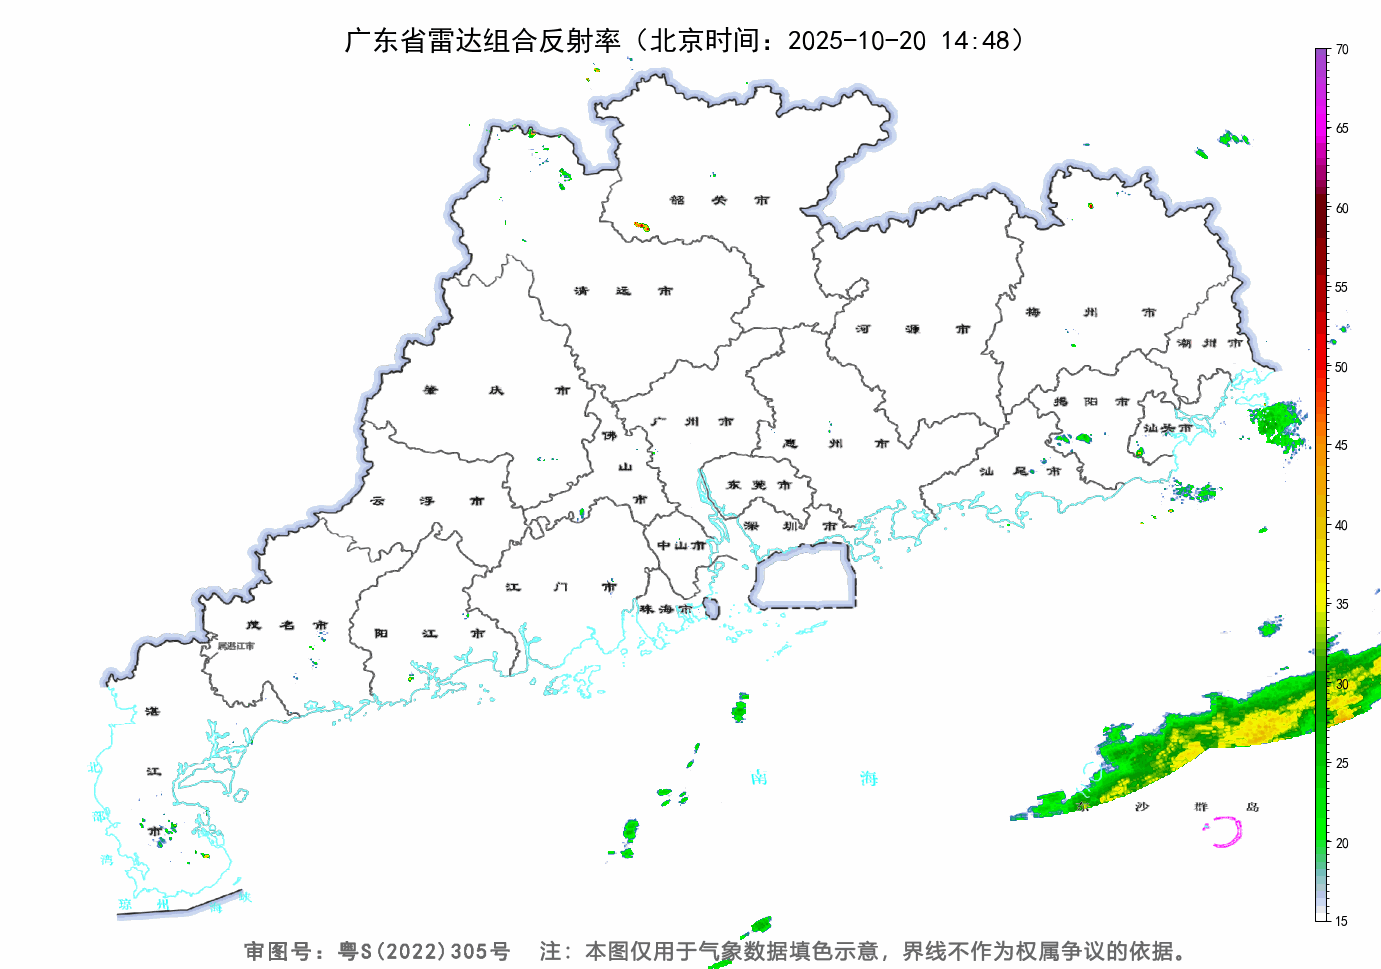 广东省雷达组合反射率（北京时间：2025-10-20 14:48）
70
65
60
55
50
45
40
35
30
25
20
15
韶关市
清远市
河源市
梅州市
潮州市
肇庆市
广州市
佛山市
惠州市
揭阳市
汕头市
汕尾市
云浮市
东莞市
深圳市
中山市
江门市
珠海市
茂名市
属湛江市
阳江市
湛江市
北部湾
南海
东沙群岛
琼州海峡
审图号：粤S(2022)305号 注：本图仅用于气象数据填色示意，界线不作为权属争议的依据。